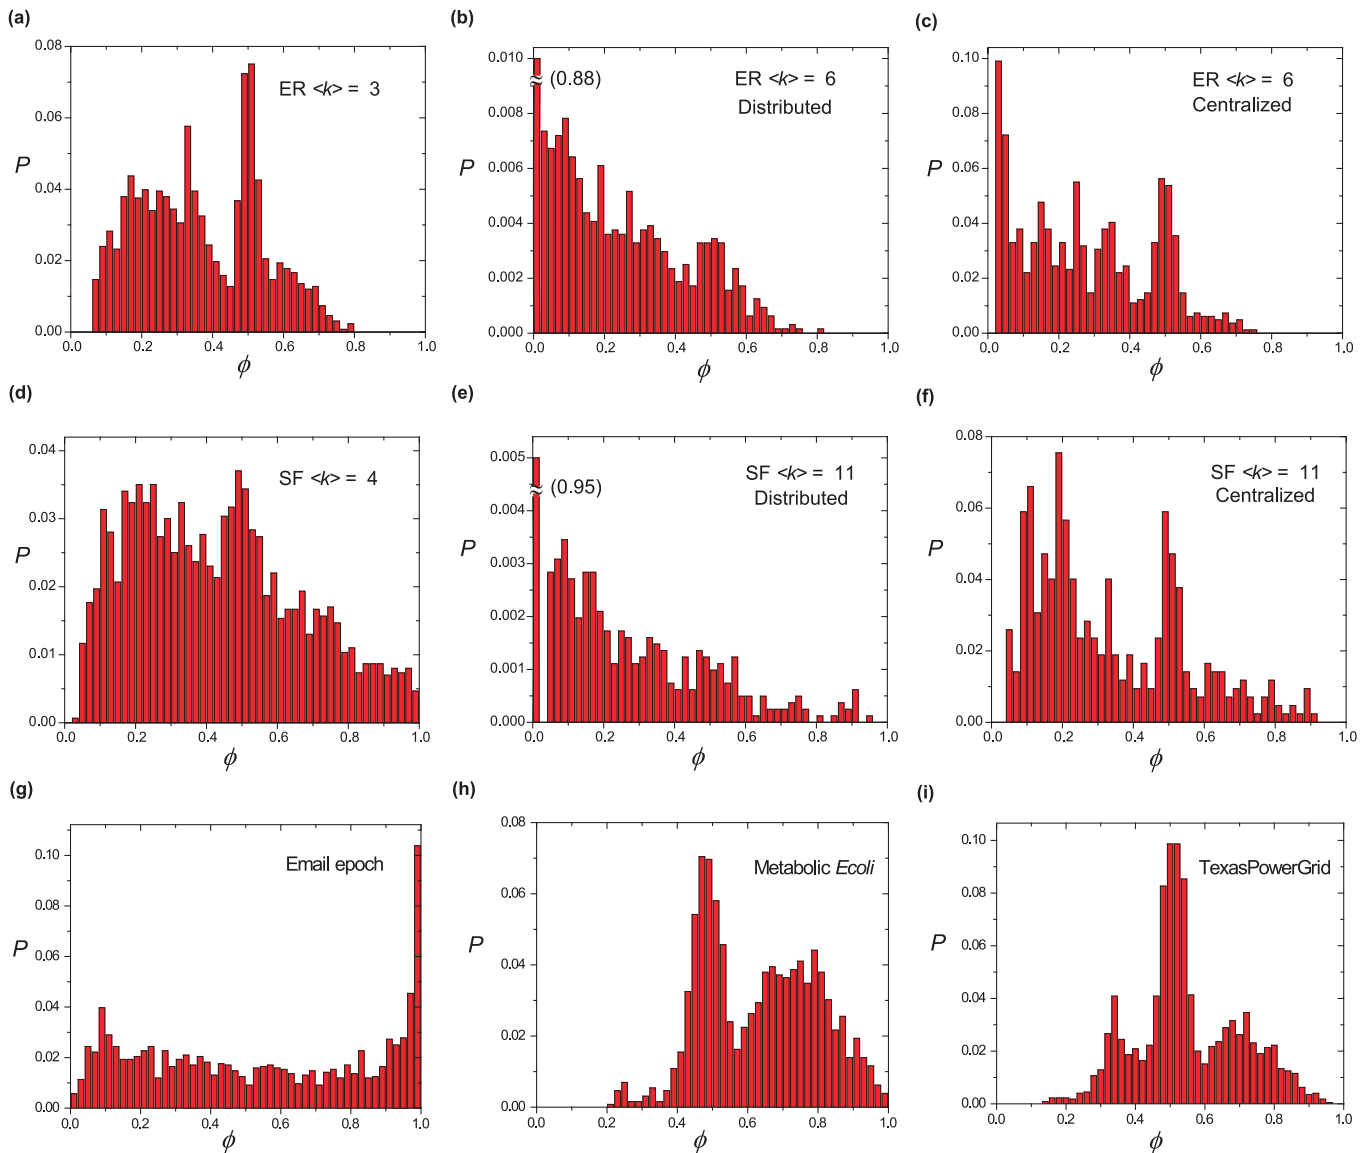 (a)
0.08
0.06
0.04
0.02
0.00
P
ER <k> = 3
0.0 0.2 0.4 0.6 0.8 1.0
ϕ
(b)
0.010
0.008
0.006
0.004
0.002
0.000
P
≈ (0.88)
ER <k> = 6
Distributed
0.0 0.2 0.4 0.6 0.8 1.0
ϕ
(c)
0.10
0.08
0.06
0.04
0.02
0.00
P
ER <k> = 6
Centralized
0.0 0.2 0.4 0.6 0.8 1.0
ϕ
(d)
0.04
0.03
0.02
0.01
0.00
P
SF <k> = 4
0.0 0.2 0.4 0.6 0.8 1.0
ϕ
(e)
0.005
0.004
0.003
0.002
0.001
0.000
P
≈ (0.95)
SF <k> = 11
Distributed
0.0 0.2 0.4 0.6 0.8 1.0
ϕ
(f)
0.08
0.06
0.04
0.02
0.00
P
SF <k> = 11
Centralized
0.0 0.2 0.4 0.6 0.8 1.0
ϕ
(g)
0.10
0.08
0.06
0.04
0.02
0.00
P
Email epoch
0.0 0.2 0.4 0.6 0.8 1.0
ϕ
(h)
0.08
0.06
0.04
0.02
0.00
P
Metabolic Ecoli
0.0 0.2 0.4 0.6 0.8 1.0
ϕ
(i)
0.10
0.08
0.06
0.04
0.02
0.00
P
TexasPowerGrid
0.0 0.2 0.4 0.6 0.8 1.0
ϕ